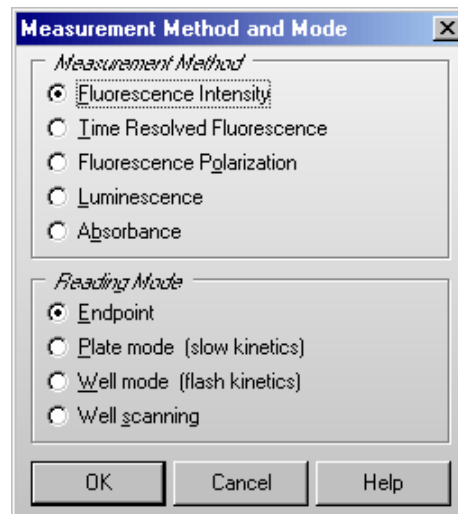 Measurement Method and Mode
Measurement Method
Fluorescence Intensity
Time Resolved Fluorescence
Fluorescence Polarization
Luminescence
Absorbance
Reading Mode
Endpoint
Plate mode (slow kinetics)
Well mode (flash kinetics)
Well scanning
OK Cancel Help